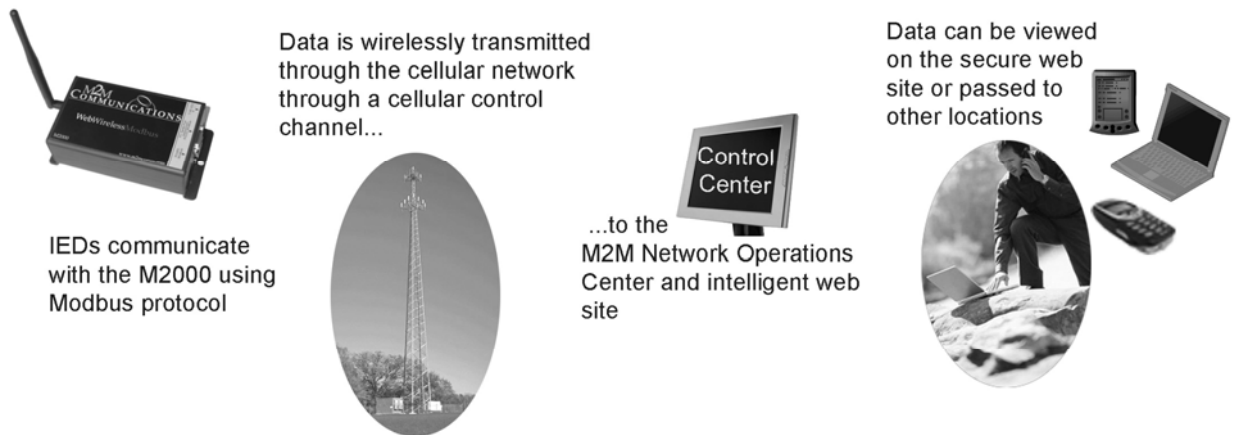 M2M
COMMUNICATIONS
WebWirelessModbus
M2000
IEDs communicate
with the M2000 using
Modbus protocol
Data is wirelessly transmitted
through the cellular network
through a cellular control
channel...
Control
Center
...to the
M2M Network Operations
Center and intelligent web
site
Data can be viewed
on the secure web
site or passed to
other locations